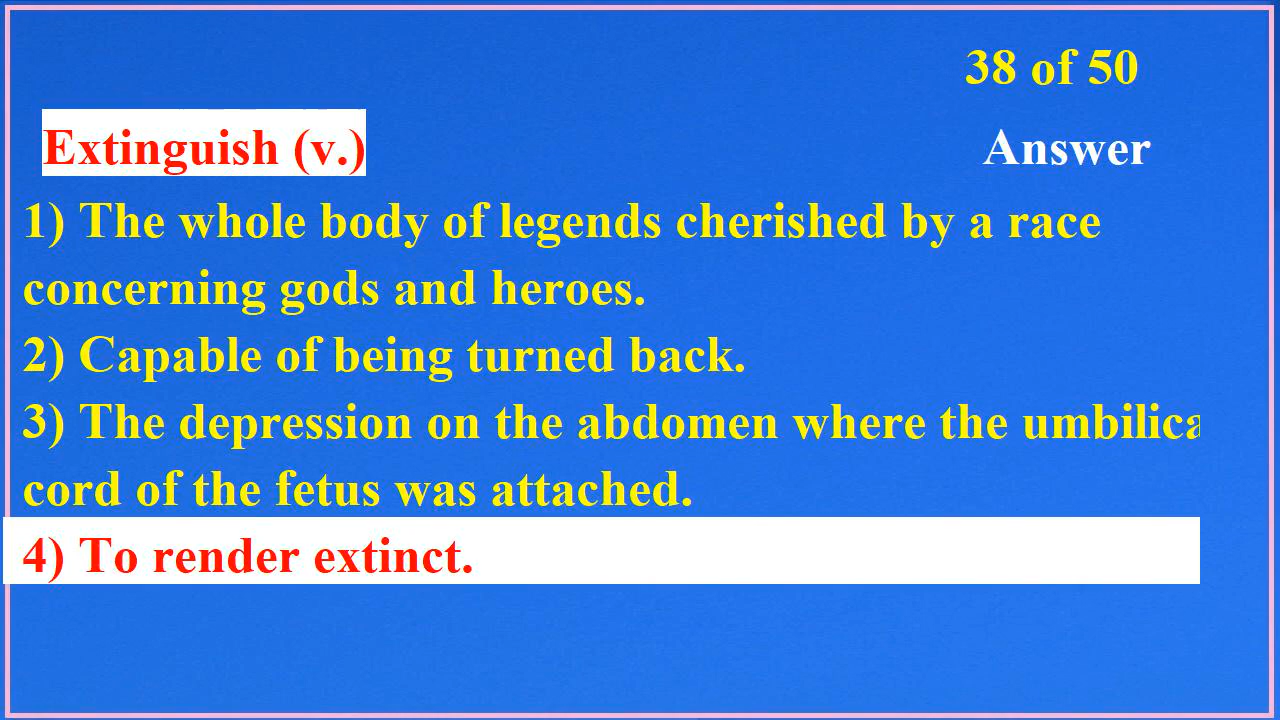 38 of 50
Extinguish (v.)
Answer
1) The whole body of legends cherished by a race
concerning gods and heroes.
2) Capable of being turned back.
3) The depression on the abdomen where the umbilica
cord of the fetus was attached.
4) To render extinct.